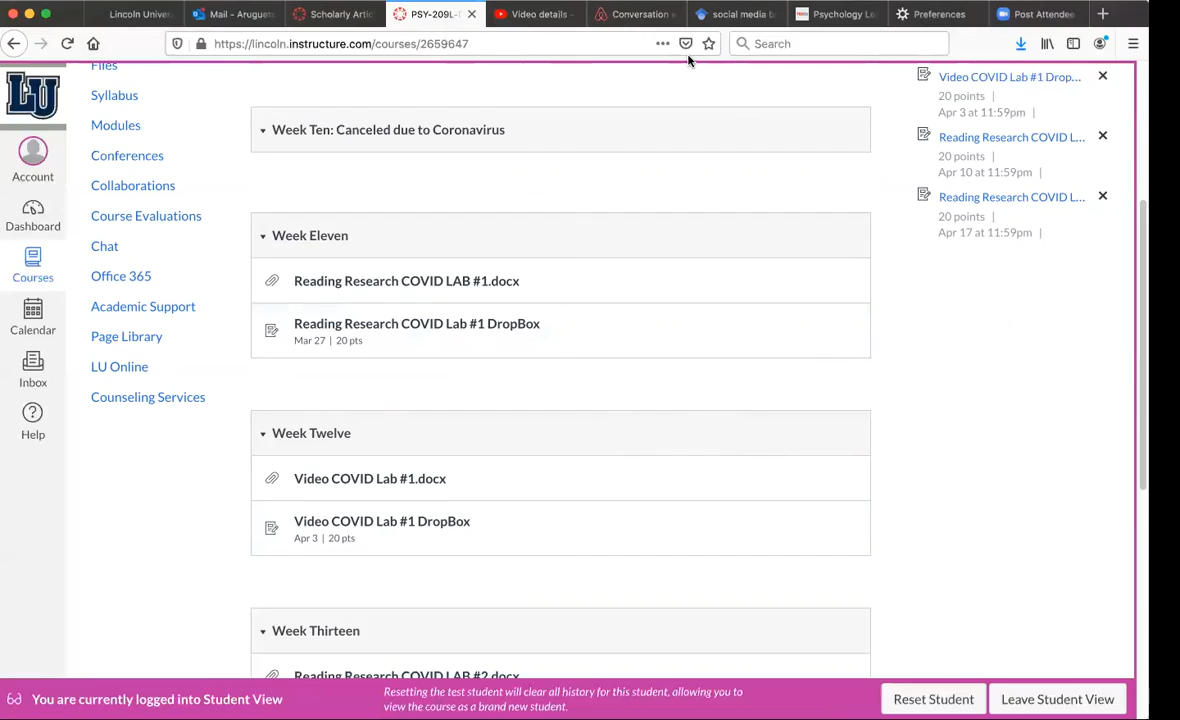 Lincoln Univer
Mail - Arugue
Scholarly Artic
PSY-209L-
Video details -
Conversation
social media b
Psychology Le
Preferences
Post Attendee
https://lincoln.instructure.com/courses/2659647
Search
LU
Account
Dashboard
Courses
Calendar
Inbox
Help
Files
Syllabus
Modules
Conferences
Collaborations
Course Evaluations
Chat
Office 365
Academic Support
Page Library
LU Online
Counseling Services
Week Ten: Canceled due to Coronavirus
Week Eleven
Reading Research COVID LAB #1.docx
Reading Research COVID Lab #1 DropBox
Mar 27 | 20 pts
Week Twelve
Video COVID Lab #1.docx
Video COVID Lab #1 DropBox
Apr 3 | 20 pts
Week Thirteen
Reading Research COVID LAB #2.docx
Video COVID Lab #1 Drop...
20 points |
Apr 3 at 11:59pm |
Reading Research COVID L...
20 points |
Apr 10 at 11:59pm |
Reading Research COVID L...
20 points |
Apr 17 at 11:59pm |
You are currently logged into Student View
Resetting the test student will clear all history for this student, allowing you to
view the course as a brand new student.
Reset Student
Leave Student View